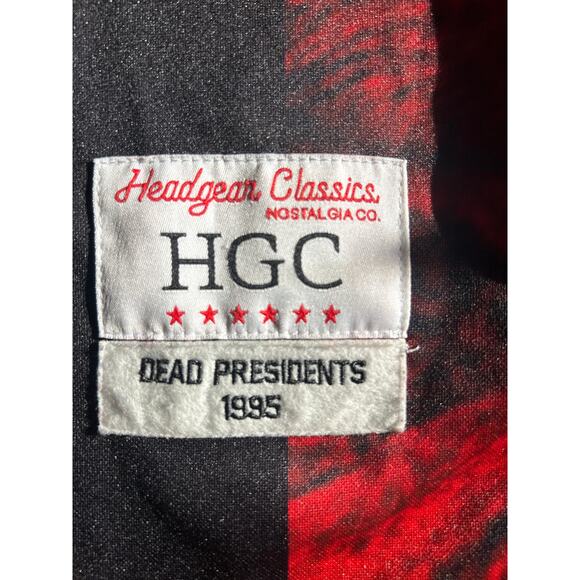 Headgear Classics
NOSTALGIA CO.
HGC
DEAD PRESIDENTS
1995